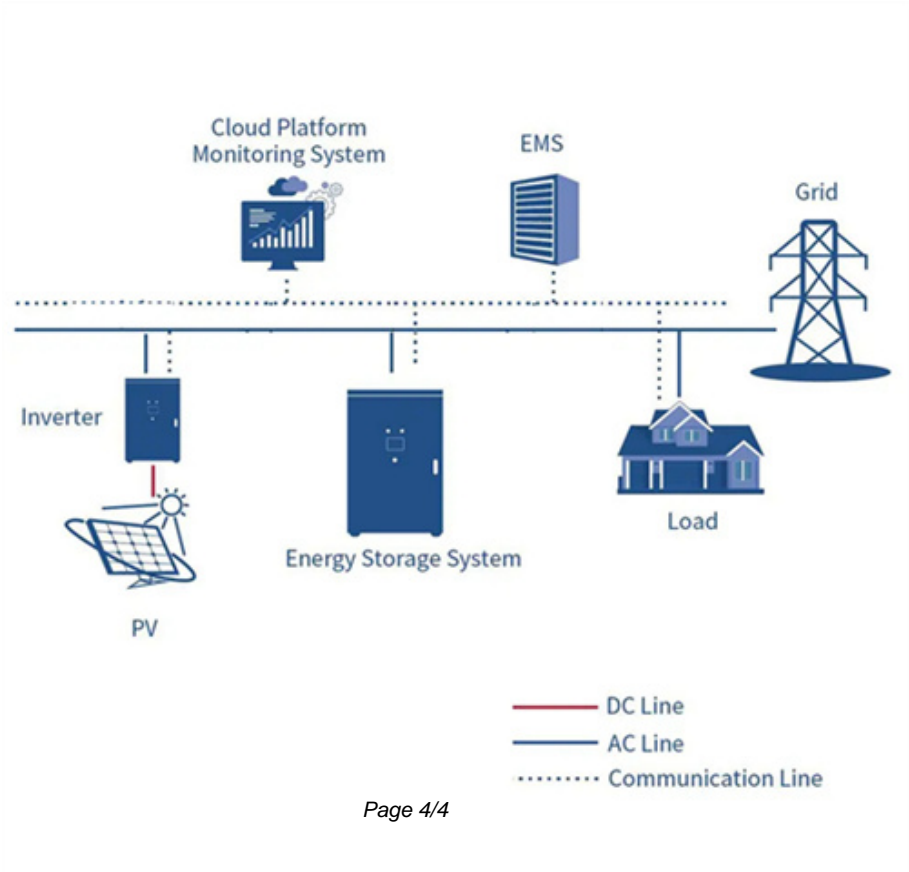 Cloud Platform
Monitoring System
EMS
Grid
Inverter
Energy Storage System
Load
PV
DC Line
AC Line
Communication Line
Page 4/4